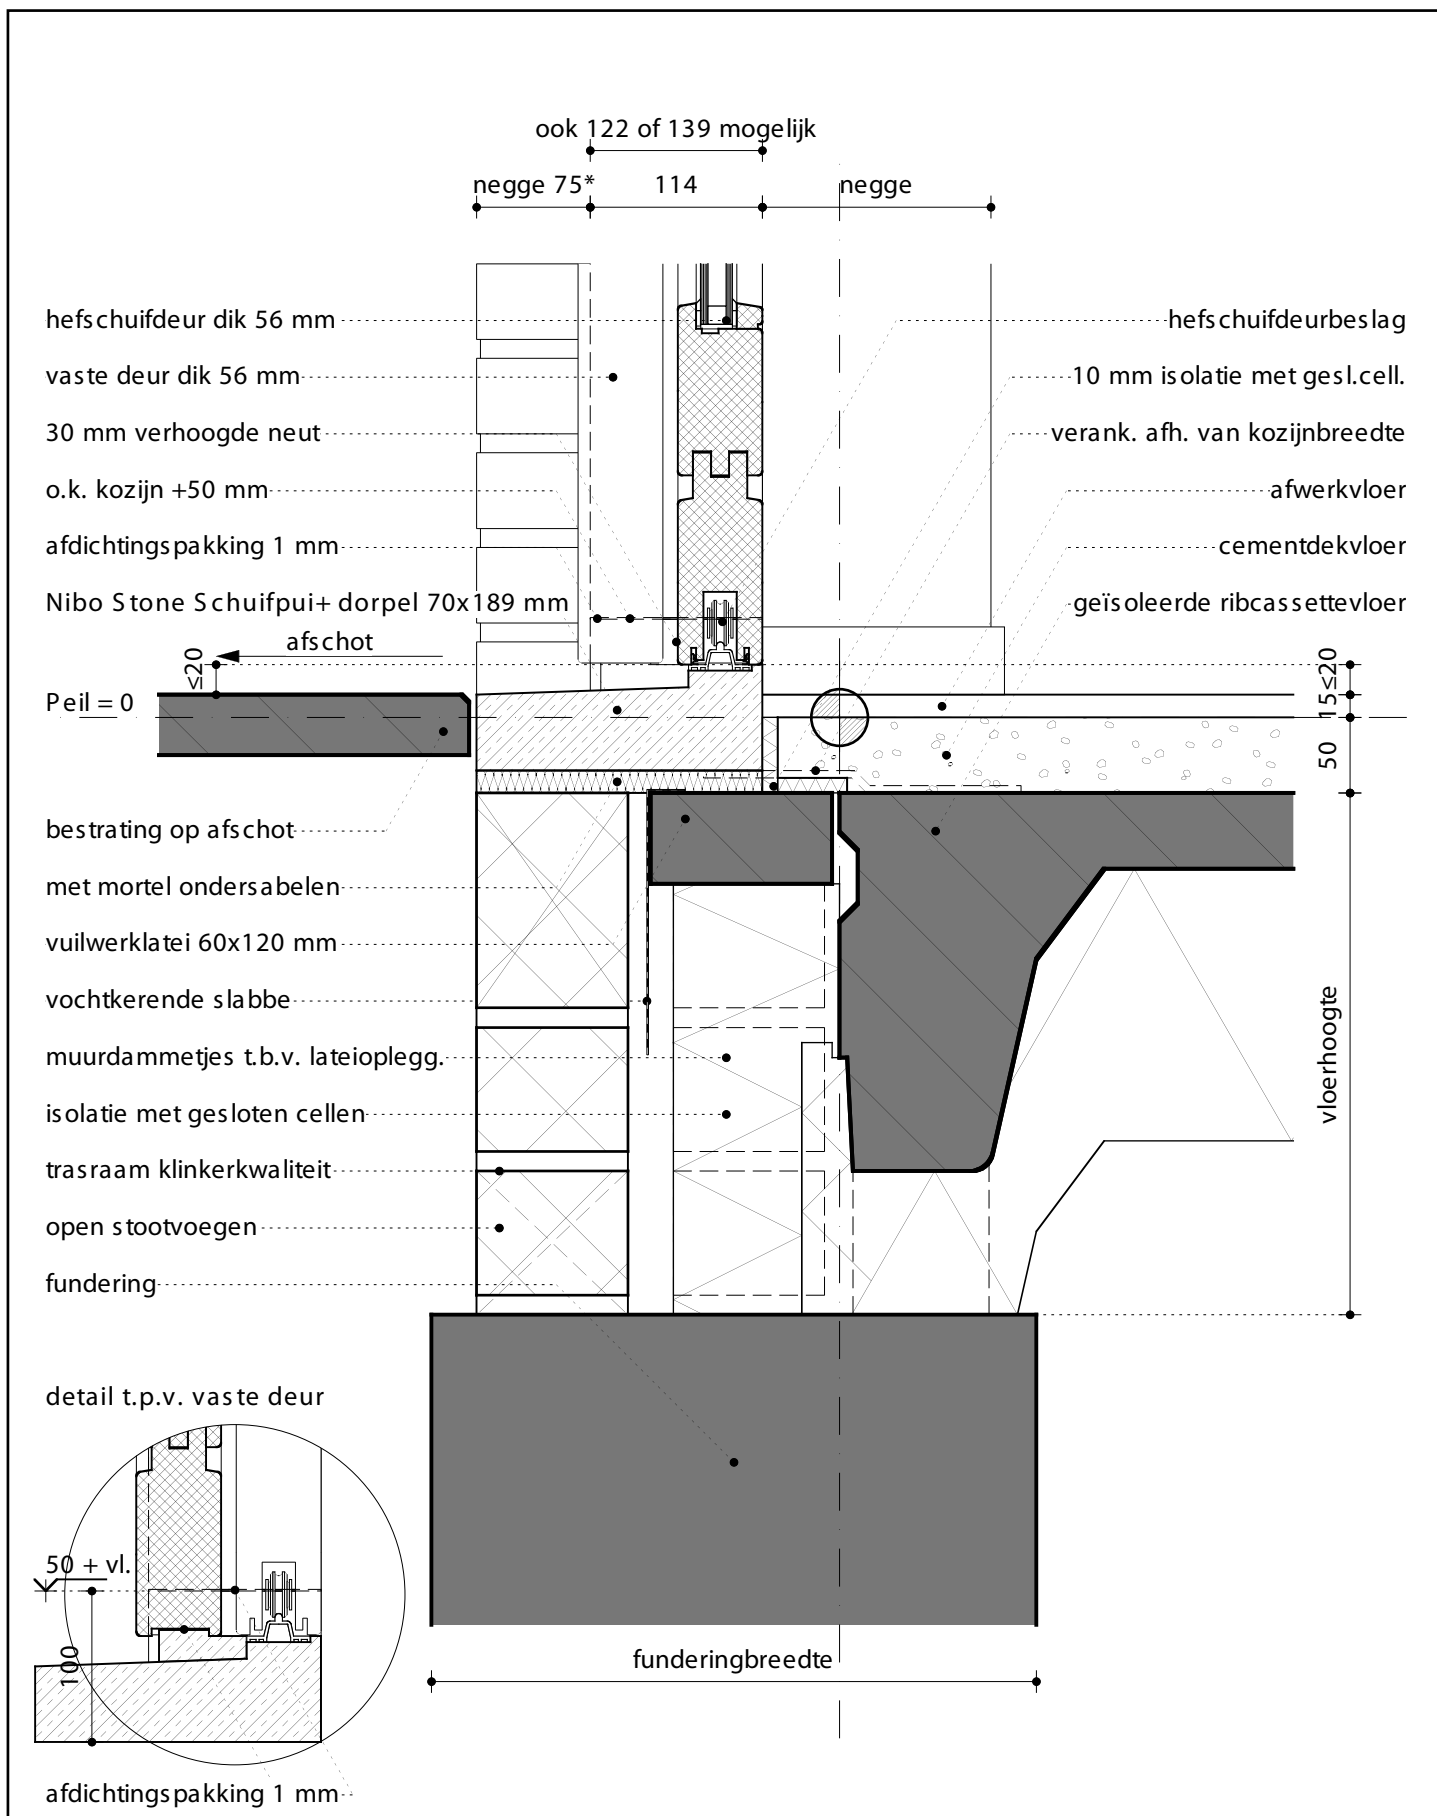 ook 122 of 139 mogelijk
negge 75*
114
negge
hefschuifdeur dik 56 mm
vaste deur dik 56 mm
30 mm verhoogde neut
o.k. kozijn +50 mm
afdichtingspakking 1 mm
Nibo Stone Schuifpui+ dorpel 70x189 mm
afschot
≤20
Peil = 0
hefschuifdeurbeslag
10 mm isolatie met gesl.cell.
verank. afh. van kozijnbreedte
afwerkvloer
cementdekvloer
geïsoleerde ribcassettevloer
≤20
15
50
vloerhoogte
bestrating op afschot
met mortel ondersabelen
vuilwerklatei 60x120 mm
vochtkerende slabbe
muurdammetjes t.b.v. lateioplegg.
isolatie met gesloten cellen
trasraam klinkerkwaliteit
open stootvoegen
fundering
detail t.p.v. vaste deur
50 + vl.
100
afdichtingspakking 1 mm
funderingbreedte